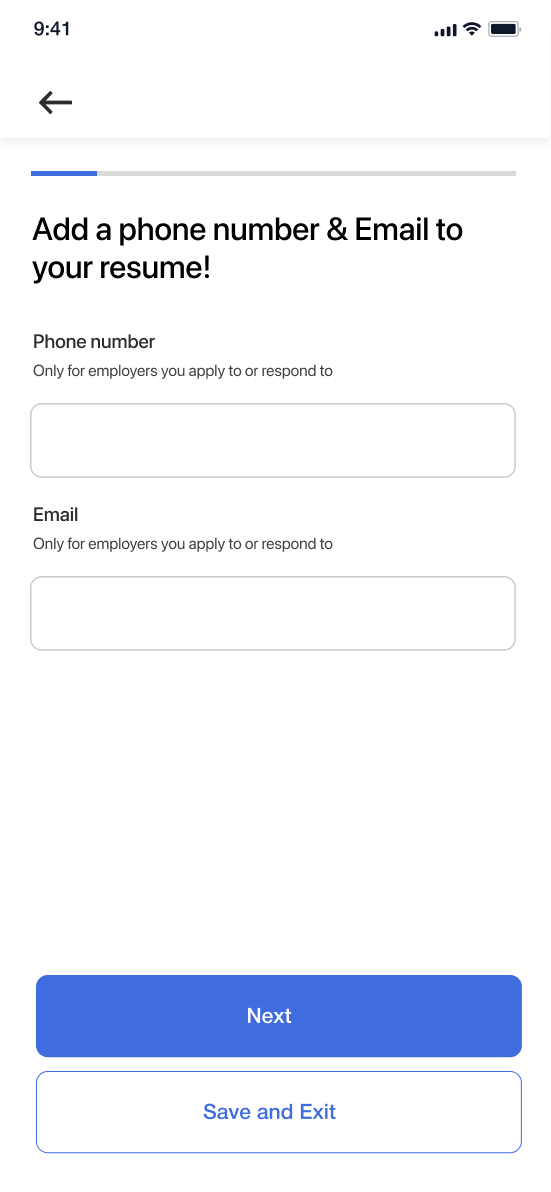 9:41
Add a phone number & Email to
your resume!
Phone number
Only for employers you apply to or respond to
Email
Only for employers you apply to or respond to
Next
Save and Exit